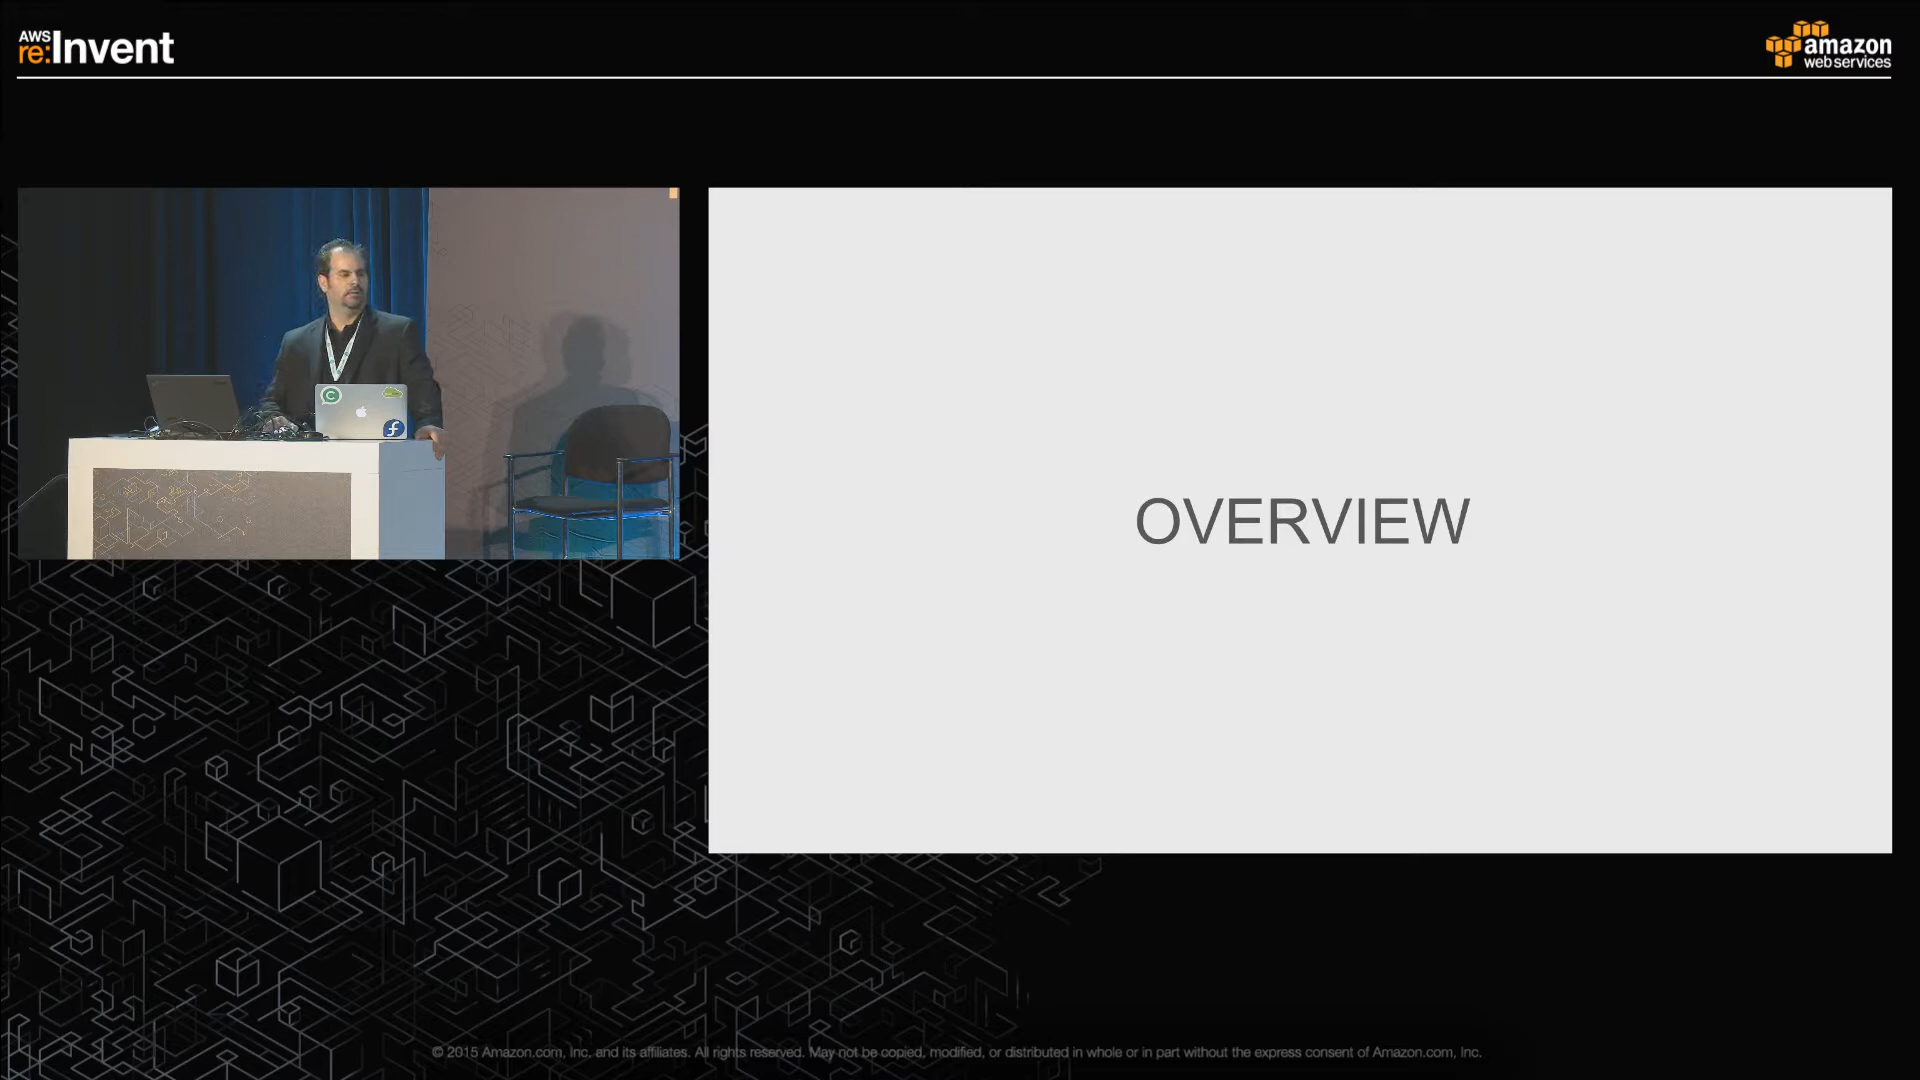 AWS
re:Invent
amazon
web services
OVERVIEW
© 2015 Amazon.com, Inc. and its affiliates. All rights reserved. May not be copied, modified, or distributed in whole or in part without the express consent of Amazon.com, Inc.